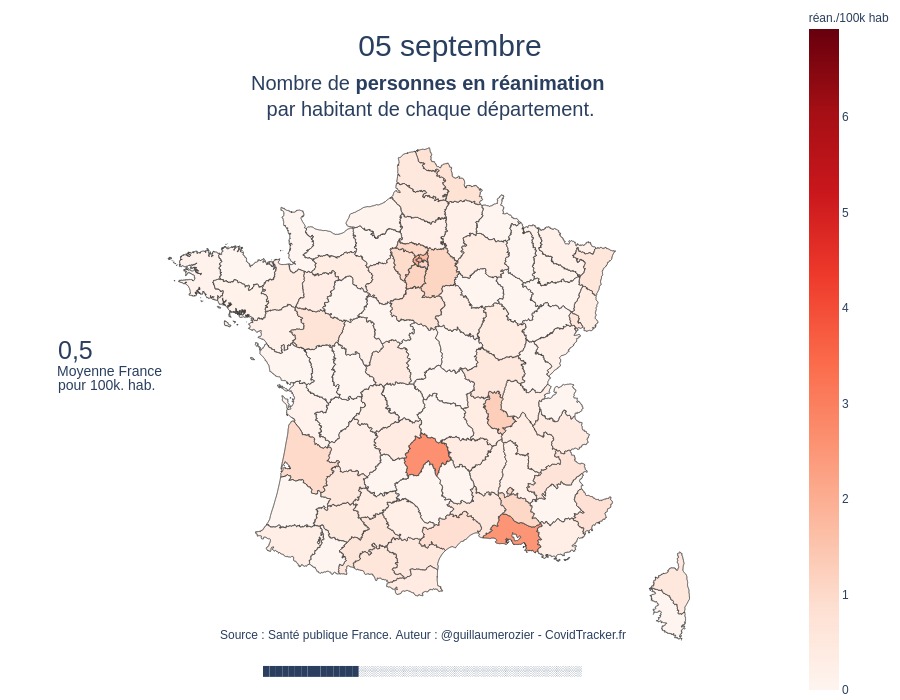 réan./100k hab
05 septembre
Nombre de personnes en réanimation
par habitant de chaque département.
6
5
4
3
2
1
0
0,5
Moyenne France
pour 100k. hab.
Source : Santé publique France. Auteur : @guillaumerozier - CovidTracker.fr